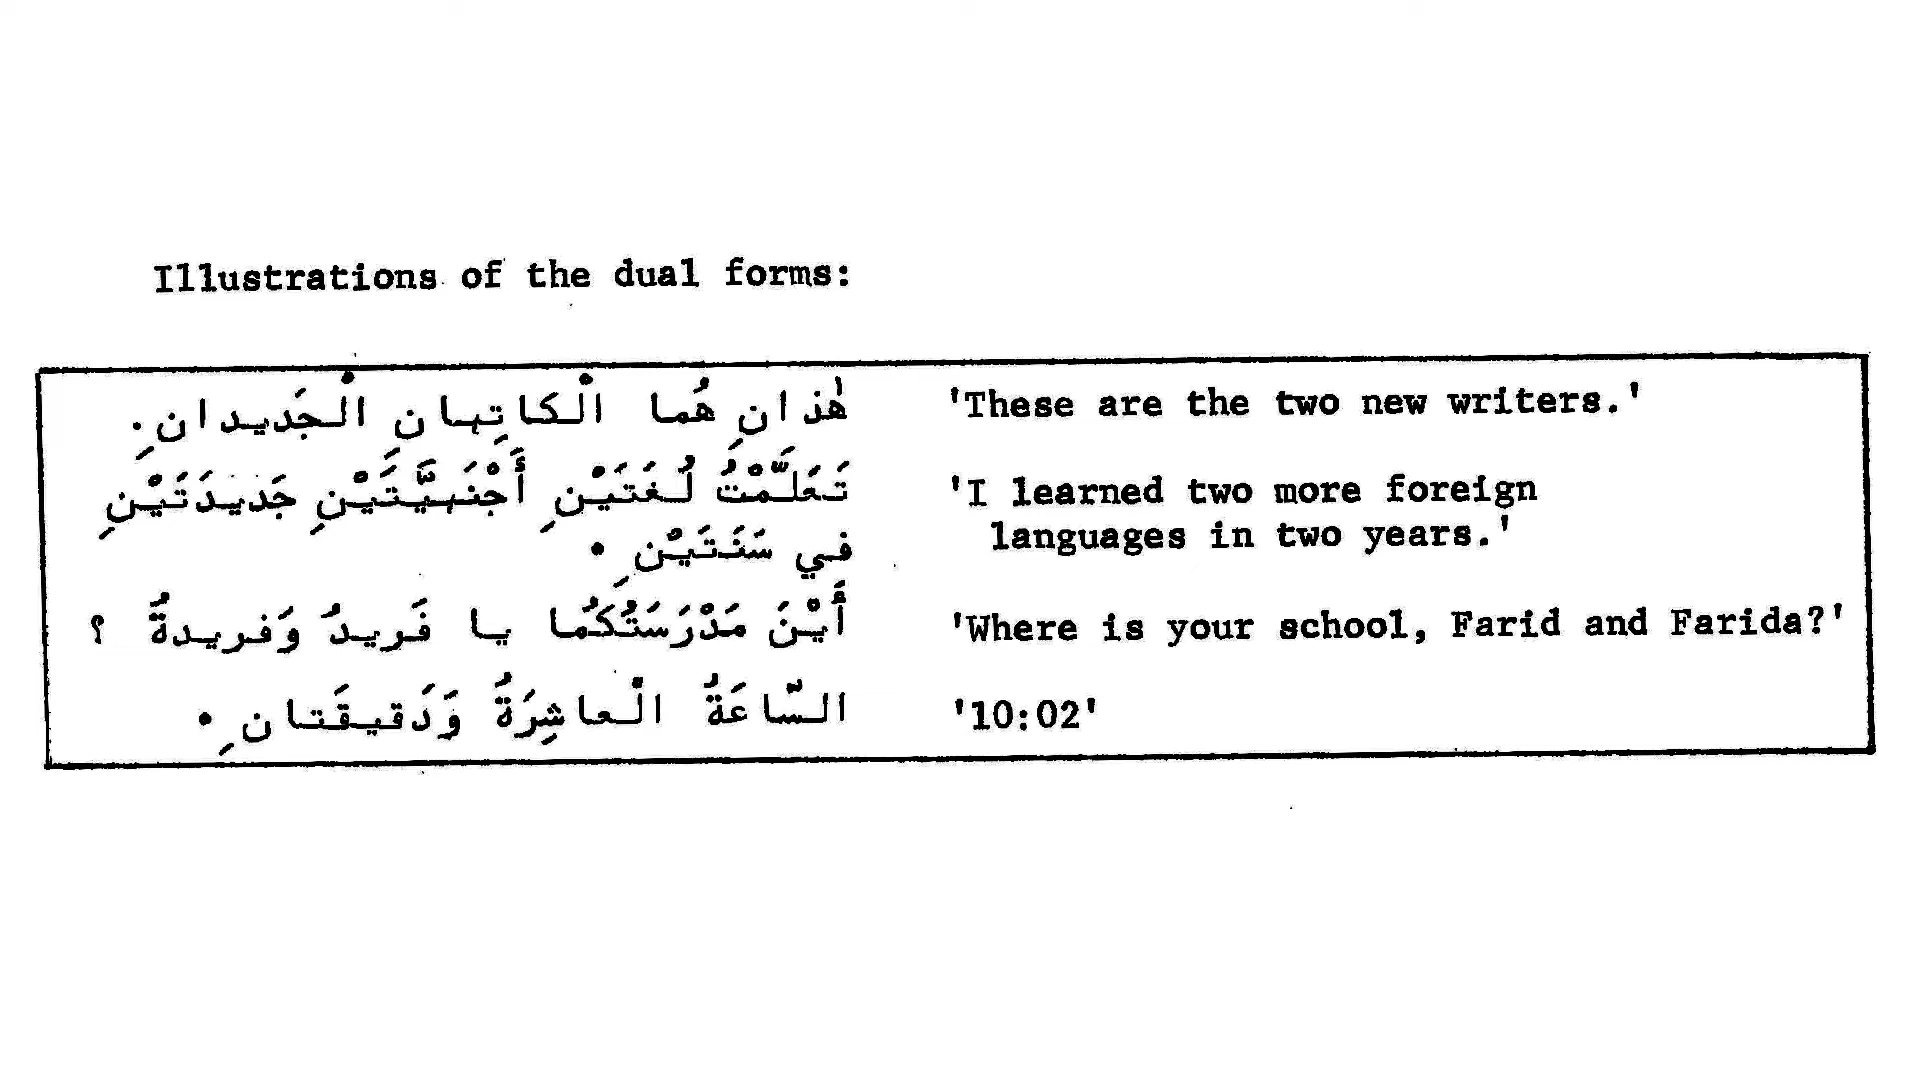 Illustrations of the dual forms:
هٰذانِ هُما الْكاتِبانِ الْجَديدانِ. 'These are the two new writers.'
تَعَلَّمْتُ لُغَتَيْنِ أَجْنَبيَّتَيْنِ جَديدَتَيْنِ 'I learned two more foreign
في سَنَتَيْنِ. languages in two years.'
أَيْنَ مَدْرَسَتُكُما يا فَريدُ وَفريدةُ ؟ 'Where is your school, Farid and Farida?'
السّاعَةُ الْعاشِرَةُ وَدَقيقَتانِ. '10:02'